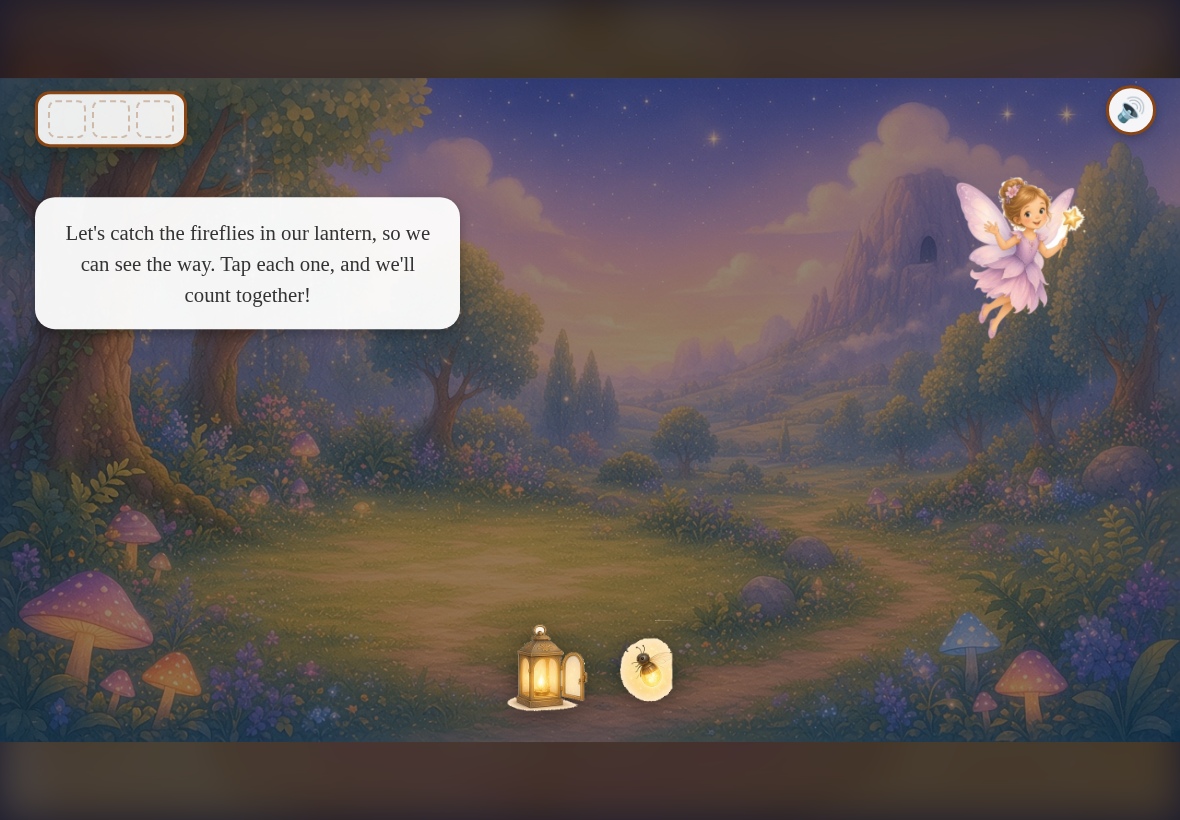 Let's catch the fireflies in our lantern, so we
can see the way. Tap each one, and we'll
count together!